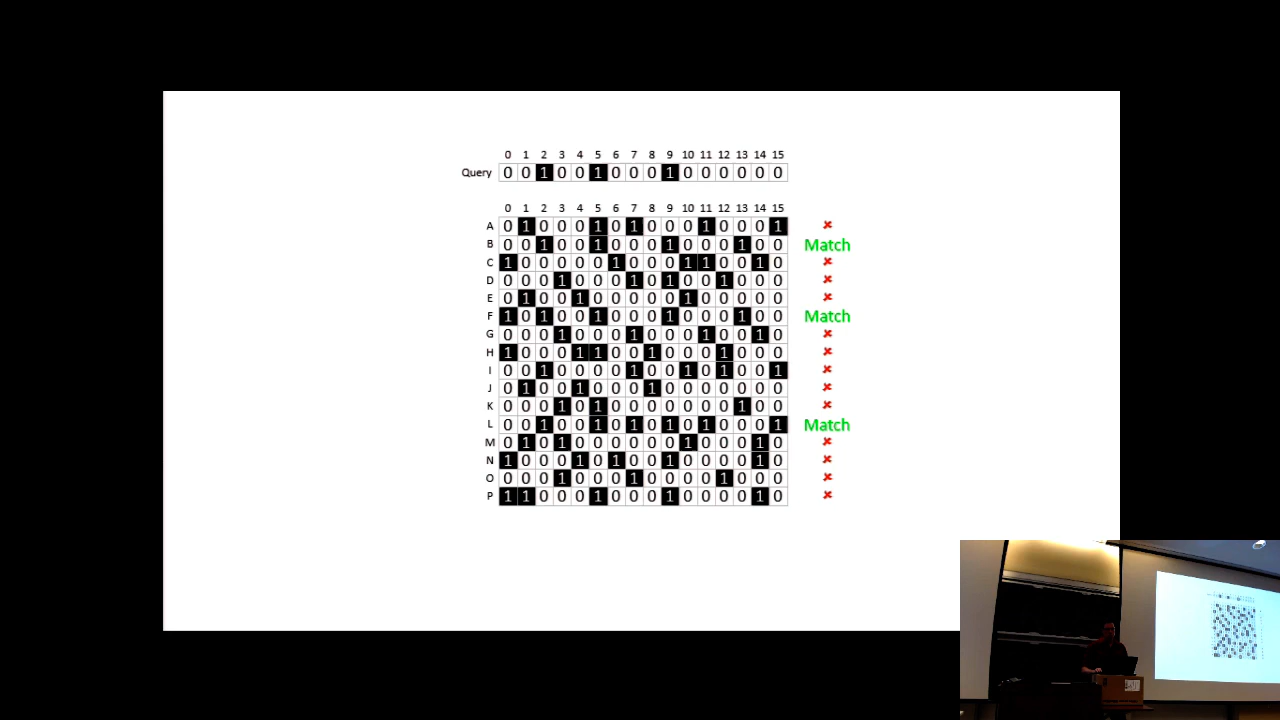 0 1 2 3 4 5 6 7 8 9 10 11 12 13 14 15
Query 0 0 1 0 0 1 0 0 0 1 0 0 0 0 0 0
0 1 2 3 4 5 6 7 8 9 10 11 12 13 14 15
A 0 1 0 0 0 1 0 1 0 0 0 1 0 0 0 1 ×
B 0 0 1 0 0 1 0 0 0 1 0 0 0 1 0 0 Match
C 1 0 0 0 0 0 1 0 0 0 1 1 0 0 1 0 ×
D 0 0 0 1 0 0 0 1 0 1 0 0 1 0 0 0 ×
E 0 1 0 0 1 0 0 0 0 0 1 0 0 0 0 0 ×
F 1 0 1 0 0 1 0 0 0 1 0 0 0 1 0 0 Match
G 0 0 0 1 0 0 0 1 0 0 0 1 0 0 1 0 ×
H 1 0 0 0 1 1 0 0 1 0 0 0 1 0 0 0 ×
I 0 0 1 0 0 0 0 1 0 0 1 0 1 0 0 1 ×
J 0 1 0 0 1 0 0 0 1 0 0 0 0 0 0 0 ×
K 0 0 0 1 0 1 0 0 0 0 0 0 0 1 0 0 ×
L 0 0 1 0 0 1 0 1 0 1 0 1 0 0 0 1 Match
M 0 1 0 1 0 0 0 0 0 0 1 0 0 0 1 0 ×
N 1 0 0 0 1 0 1 0 0 1 0 0 0 0 1 0 ×
O 0 0 0 1 0 0 0 1 0 0 0 0 1 0 0 0 ×
P 1 1 0 0 0 1 0 0 0 1 0 0 0 0 1 0 ×